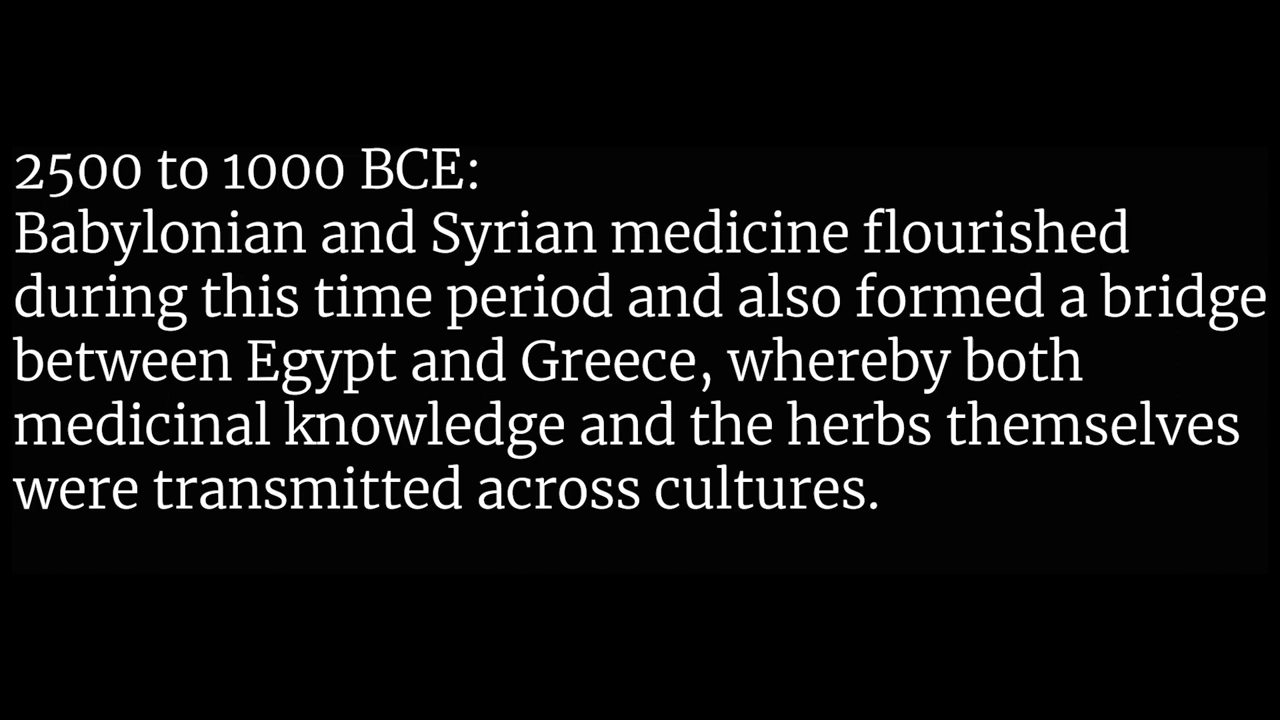 2500 to 1000 BCE:
Babylonian and Syrian medicine flourished
during this time period and also formed a bridge
between Egypt and Greece, whereby both
medicinal knowledge and the herbs themselves
were transmitted across cultures.